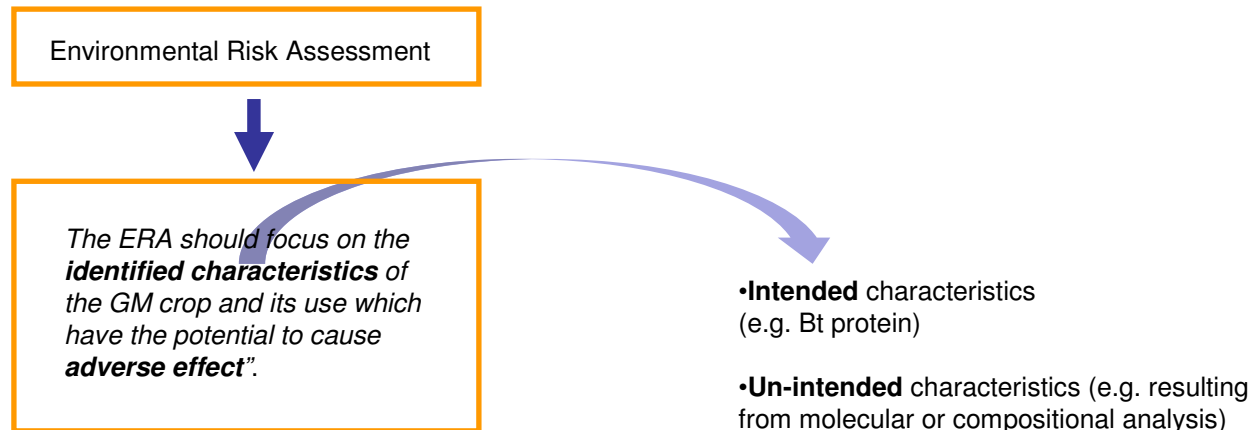 Environmental Risk Assessment
The ERA should focus on the
identified characteristics of
the GM crop and its use which
have the potential to cause
adverse effect”.
•Intended characteristics
(e.g. Bt protein)
•Un-intended characteristics (e.g. resulting
from molecular or compositional analysis)